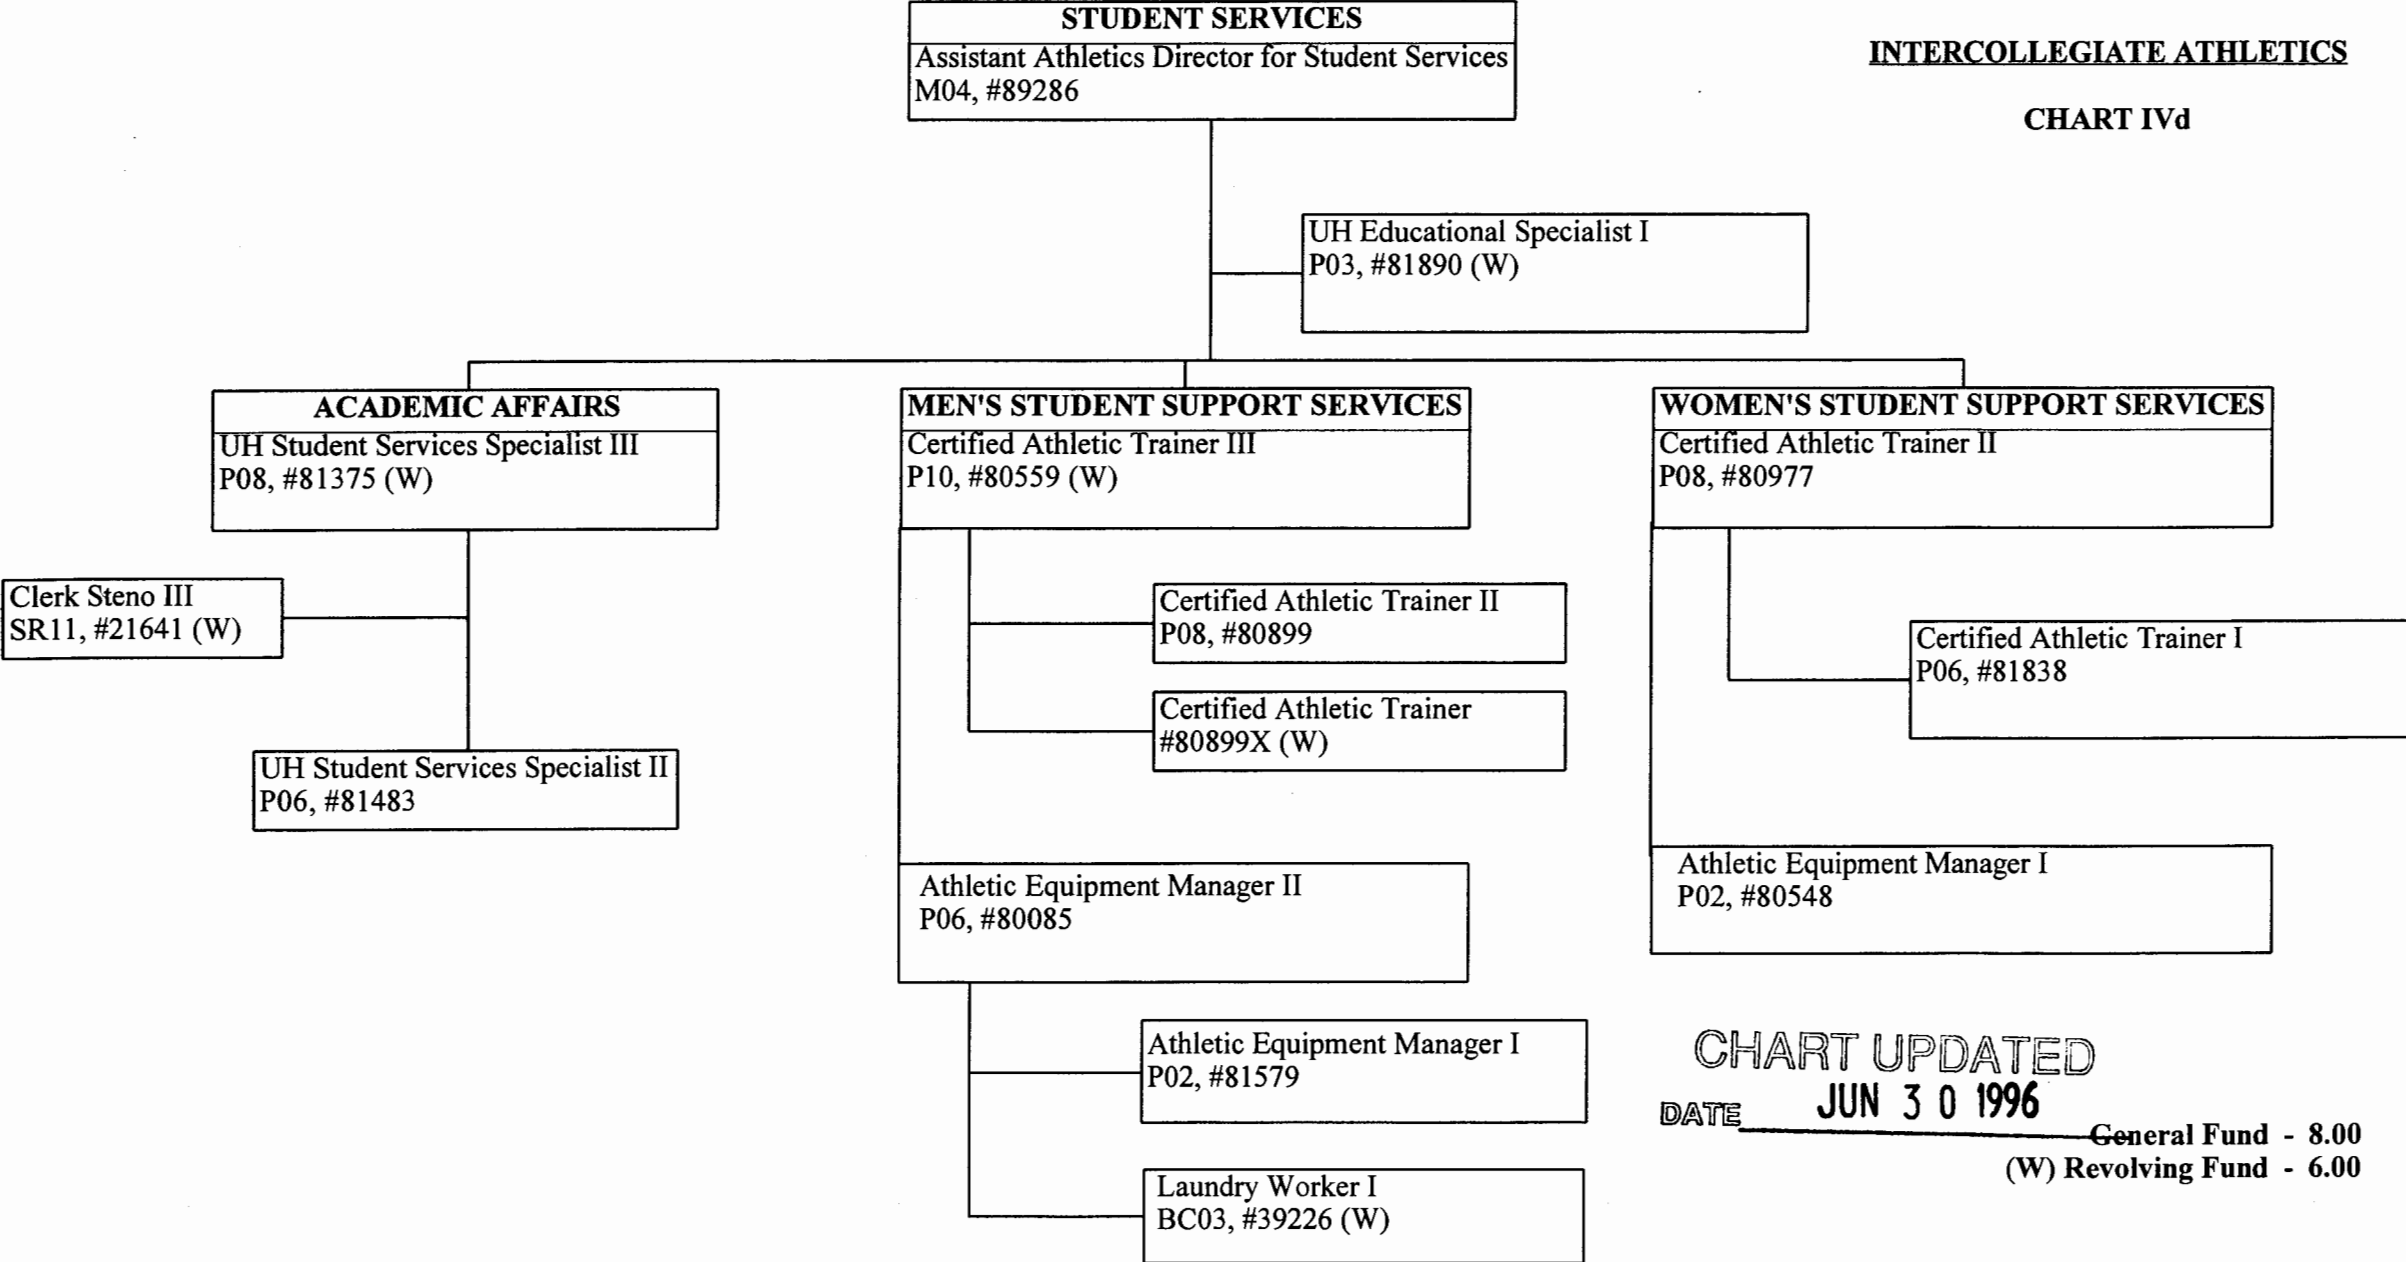 STUDENT SERVICES
Assistant Athletics Director for Student Services
M04, #89286
INTERCOLLEGIATE ATHLETICS
CHART IVd
UH Educational Specialist I
P03, #81890 (W)
ACADEMIC AFFAIRS
UH Student Services Specialist III
P08, #81375 (W)
Clerk Steno III
SR11, #21641 (W)
UH Student Services Specialist II
P06, #81483
MEN'S STUDENT SUPPORT SERVICES
Certified Athletic Trainer III
P10, #80559 (W)
Certified Athletic Trainer II
P08, #80899
Certified Athletic Trainer
#80899X (W)
Athletic Equipment Manager II
P06, #80085
Athletic Equipment Manager I
P02, #81579
Laundry Worker I
BC03, #39226 (W)
WOMEN'S STUDENT SUPPORT SERVICES
Certified Athletic Trainer II
P08, #80977
Certified Athletic Trainer I
P06, #81838
Athletic Equipment Manager I
P02, #80548
CHART UPDATED
DATE JUN 30 1996
General Fund - 8.00
(W) Revolving Fund - 6.00